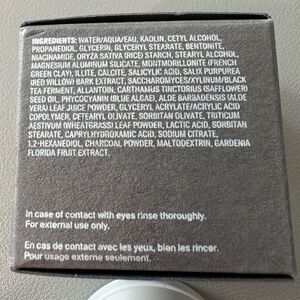 INGREDIENTS: WATER/AQUA/EAU, KAOLIN, CETYL ALCOHOL,
PROPANEDIOL, GLYCERIN, GLYCERYL STEARATE, BENTONITE,
NIACINAMIDE, ORYZA SATIVA (RICE) STARCH, STEARYL ALCOHOL,
MAGNESIUM ALUMINUM SILICATE, MONTMORILLONITE (FRENCH
GREEN CLAY), ILLITE, CALCITE, SALICYLIC ACID, SALIX PURPUREA
(RED WILLOW) BARK EXTRACT, SACCHAROMYCES/XYLINUM/BLACK
TEA FERMENT, ALLANTOIN, CARTHAMUS TINCTORIUS (SAFFLOWER)
SEED OIL, PHYCOCYANIN (BLUE ALGAE), ALOE BARBADENSIS (ALOE
VERA) LEAF JUICE POWDER, GLYCERYL ACRYLATE/ACRYLIC ACID
COPOLYMER, CETEARYL OLIVATE, SORBITAN OLIVATE, TRITICUM
AESTIVUM (WHEATGRASS) LEAF POWDER, LACTIC ACID, SORBITAN
STEARATE, CAPRYLHYDROXAMIC ACID, SODIUM CITRATE,
1,2-HEXANEDIOL, CHARCOAL POWDER, MALTODEXTRIN, GARDENIA
FLORIDA FRUIT EXTRACT.
In case of contact with eyes rinse thoroughly.
For external use only.
En cas de contact avec les yeux, bien les rincer.
Pour usage externe seulement.